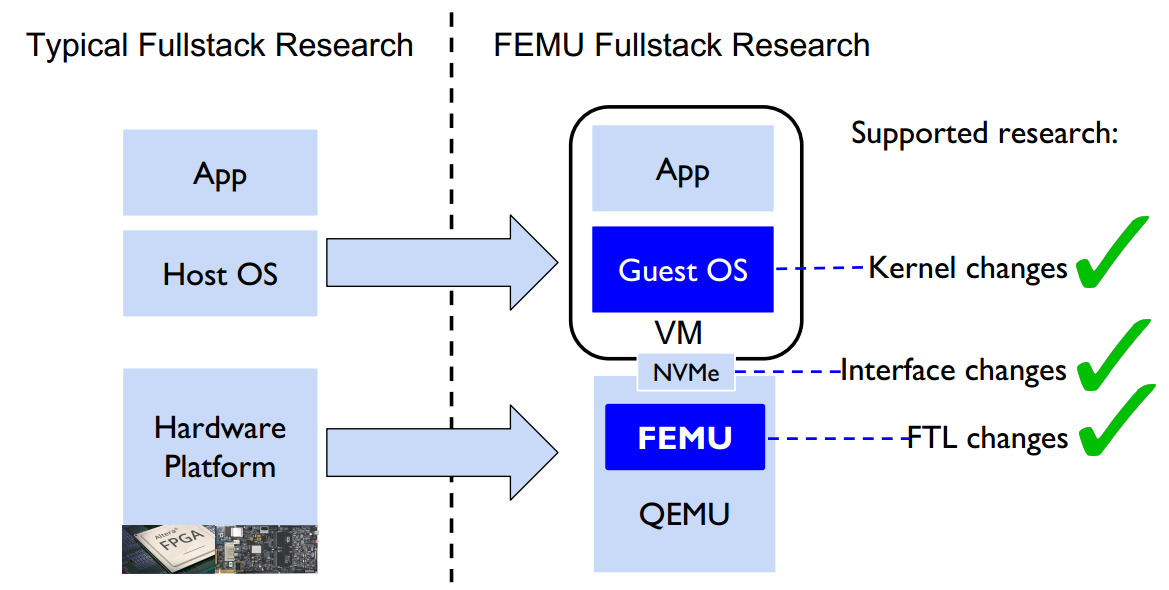 Typical Fullstack Research
FEMU Fullstack Research
App
Host OS
Hardware
Platform
Altera®
FPGA
App
Guest OS
VM
NVMe
FEMU
QEMU
Supported research:
Kernel changes
Interface changes
FTL changes